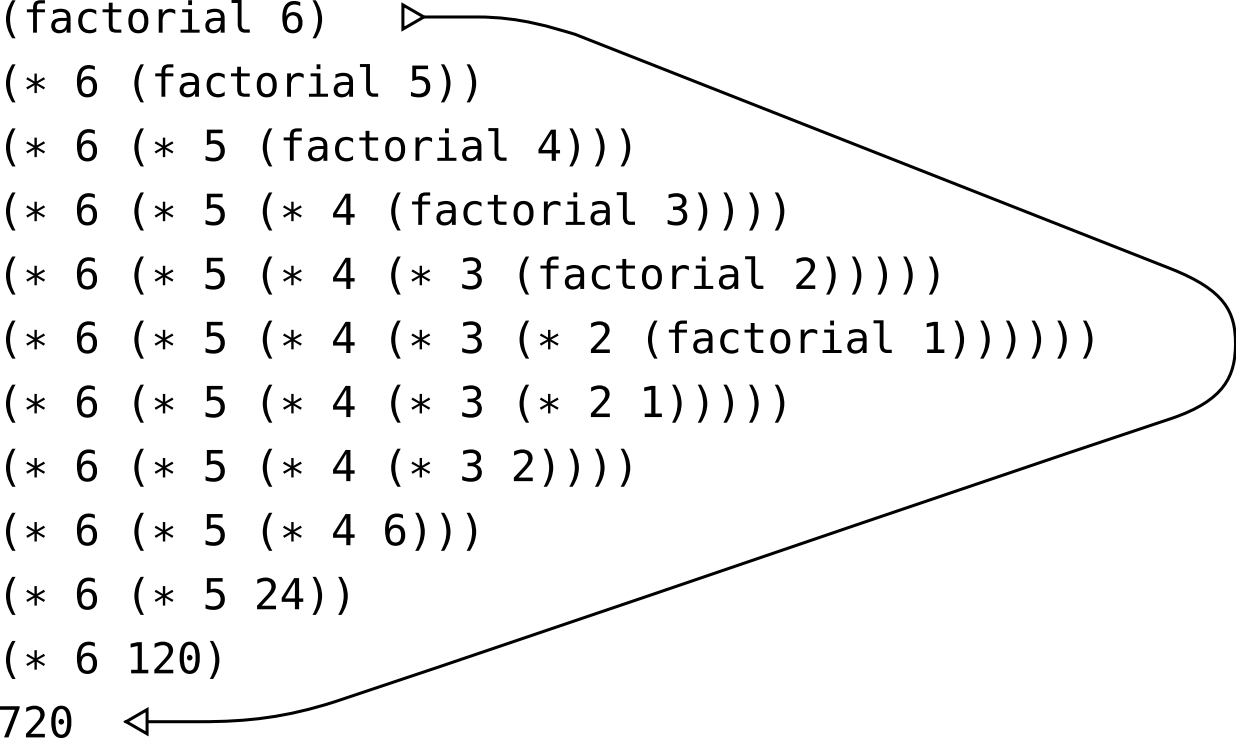 (factorial 6)
(* 6 (factorial 5))
(* 6 (* 5 (factorial 4)))
(* 6 (* 5 (* 4 (factorial 3))))
(* 6 (* 5 (* 4 (* 3 (factorial 2)))))
(* 6 (* 5 (* 4 (* 3 (* 2 (factorial 1))))))
(* 6 (* 5 (* 4 (* 3 (* 2 1)))))
(* 6 (* 5 (* 4 (* 3 2))))
(* 6 (* 5 (* 4 6)))
(* 6 (* 5 24))
(* 6 120)
720